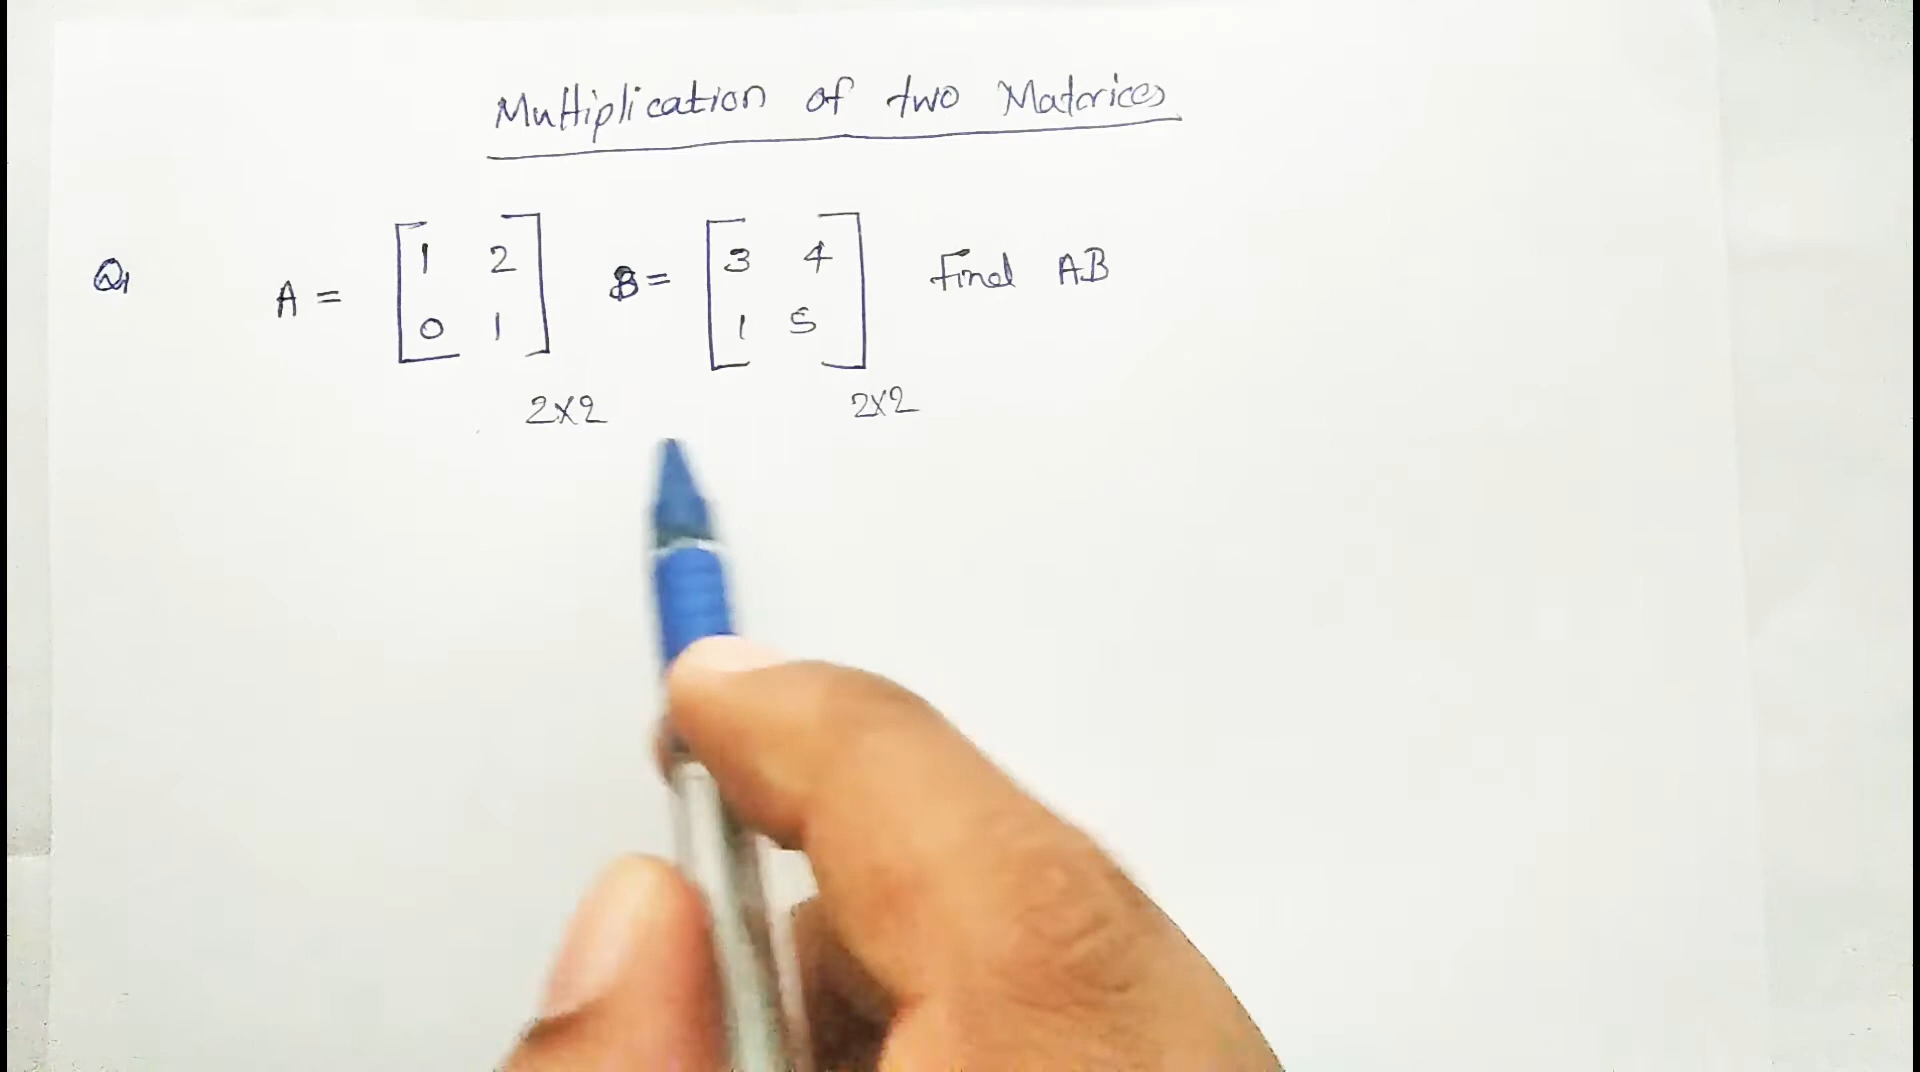 Multiplication of two Matrices
Q1 A = [1 2 B = [3 4 Find AB
0 1] 1 5]
2x2 2x2